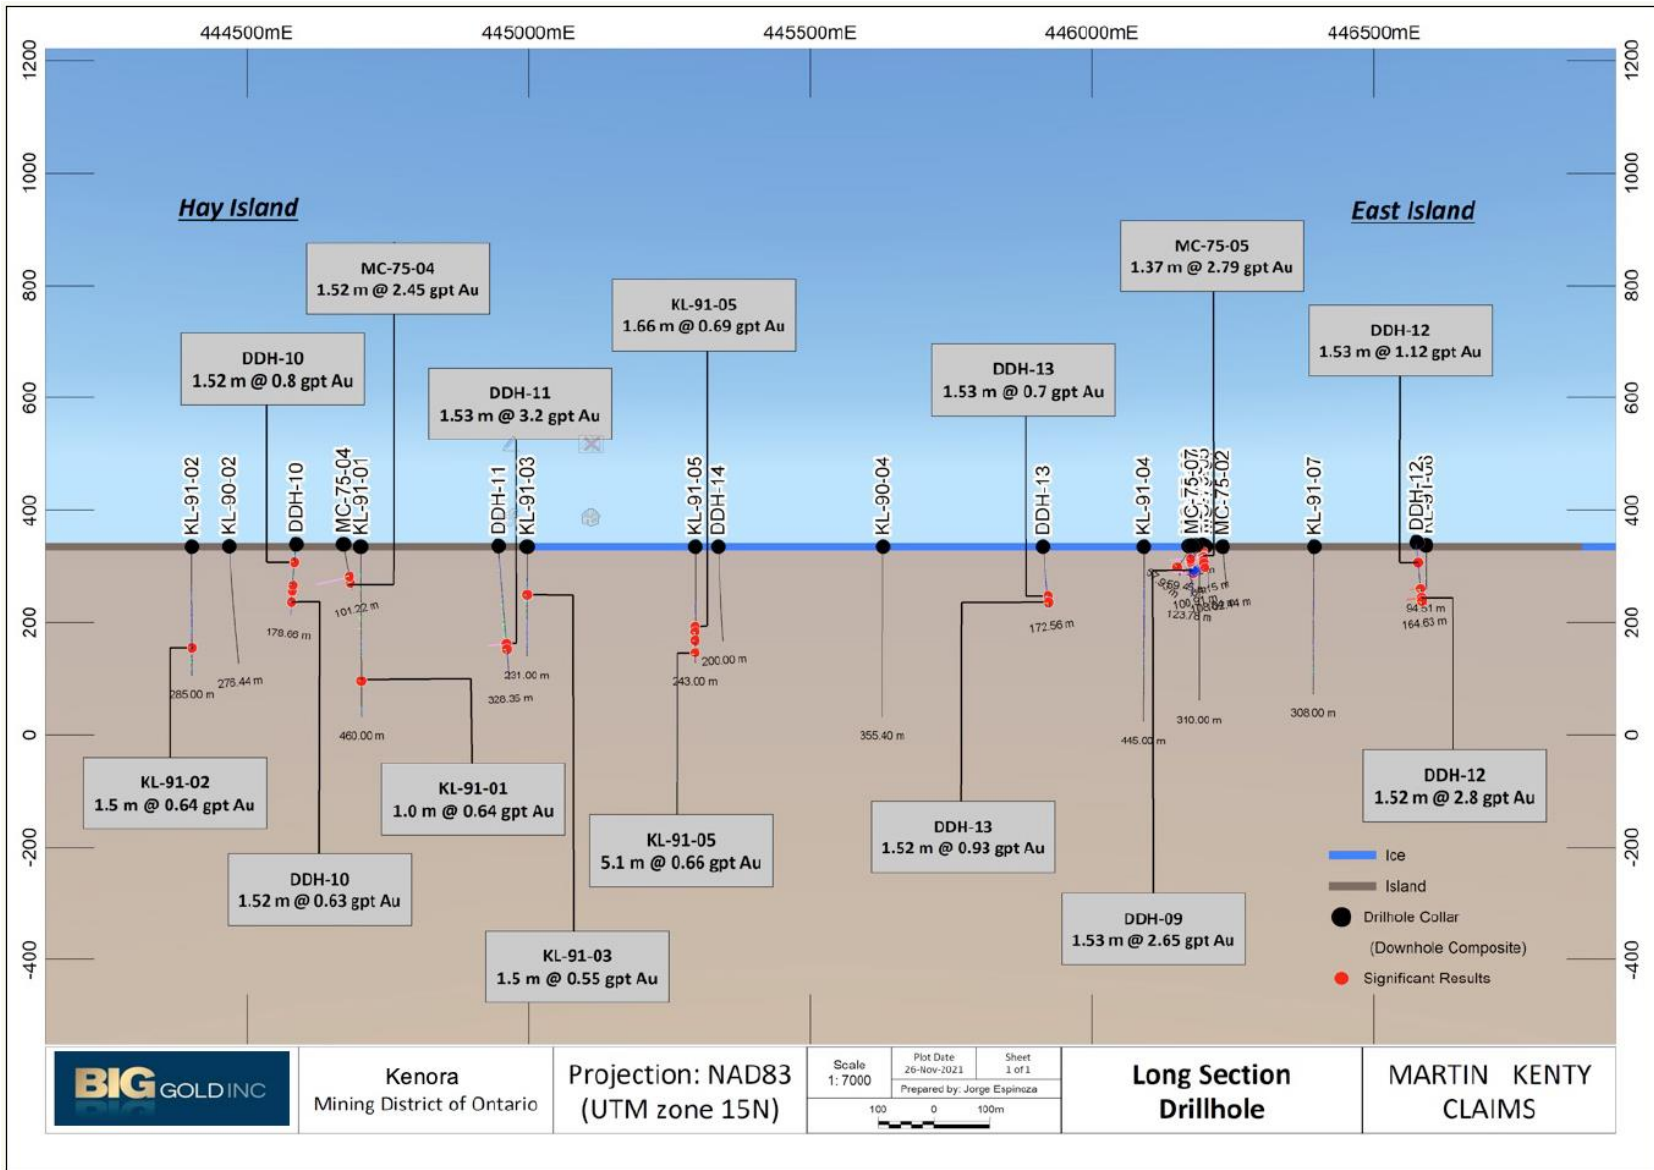 444500mE
445000mE
445500mE
446000mE
446500mE
1200
1000
800
600
400
200
0
-200
-400
1200
1000
800
600
400
200
0
-200
-400
Hay Island
East Island
MC-75-04
1.52 m @ 2.45 gpt Au
DDH-10
1.52 m @ 0.8 gpt Au
DDH-11
1.53 m @ 3.2 gpt Au
KL-91-05
1.66 m @ 0.69 gpt Au
DDH-13
1.53 m @ 0.7 gpt Au
MC-75-05
1.37 m @ 2.79 gpt Au
DDH-12
1.53 m @ 1.12 gpt Au
KL-91-02
KL-90-02
DDH-10
MC-75-04
KL-91-01
DDH-11
KL-91-03
KL-91-05
DDH-14
KL-90-04
DDH-13
KL-91-04
MC-75-07
MC-75-02
KL-91-07
DDH-12
285.00 m
276.44 m
178.66 m
101.22 m
460.00 m
328.35 m
231.00 m
243.00 m
200.00 m
355.40 m
172.56 m
445.00 m
123.78 m
310.00 m
308.00 m
94.51 m
164.63 m
KL-91-02
1.5 m @ 0.64 gpt Au
DDH-10
1.52 m @ 0.63 gpt Au
KL-91-01
1.0 m @ 0.64 gpt Au
KL-91-03
1.5 m @ 0.55 gpt Au
KL-91-05
5.1 m @ 0.66 gpt Au
DDH-13
1.52 m @ 0.93 gpt Au
DDH-09
1.53 m @ 2.65 gpt Au
DDH-12
1.52 m @ 2.8 gpt Au
Ice
Island
Drilhole Collar
(Downhole Composite)
Significant Results
BIG GOLD INC
Kenora
Mining District of Ontario
Projection: NAD83
(UTM zone 15N)
Scale
1: 7000
Plot Date
26-Nov-2021
Sheet
1 of 1
Prepared by: Jorge Espinoza
100 0 100m
Long Section
Drillhole
MARTIN KENTY
CLAIMS